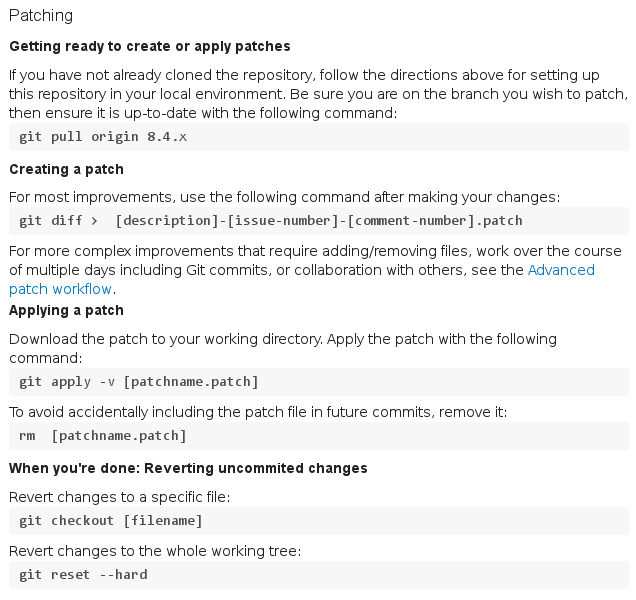 Patching
Getting ready to create or apply patches
If you have not already cloned the repository, follow the directions above for setting up
this repository in your local environment. Be sure you are on the branch you wish to patch,
then ensure it is up-to-date with the following command:
git pull origin 8.4.x
Creating a patch
For most improvements, use the following command after making your changes:
git diff > [description]-[issue-number]-[comment-number].patch
For more complex improvements that require adding/removing files, work over the course
of multiple days including Git commits, or collaboration with others, see the Advanced
patch workflow.
Applying a patch
Download the patch to your working directory. Apply the patch with the following
command:
git apply -v [patchname.patch]
To avoid accidentally including the patch file in future commits, remove it:
rm [patchname.patch]
When you're done: Reverting uncommited changes
Revert changes to a specific file:
git checkout [filename]
Revert changes to the whole working tree:
git reset --hard